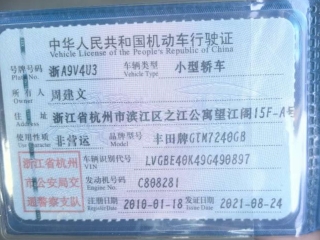 中华人民共和国机动车行驶证
Vehicle License of the People's Republic of China
号牌号码 浙A9V4U3 车辆类型 小型轿车
Plate No. Vehicle Type
所有人 周建文
Owner
住址 浙江省杭州市滨江区之江公寓望江阁15F-A号
Address
使用性质 非营运 品牌型号 丰田牌GTM7240GB
Use Character Model
浙江省杭州市公安局交通警察支队
车辆识别代号 LVGBE40K49G490897
VIN
发动机号码 C808281
Engine No.
注册日期 2010-01-18 发证日期 2021-08-24
Register Date Issue Date